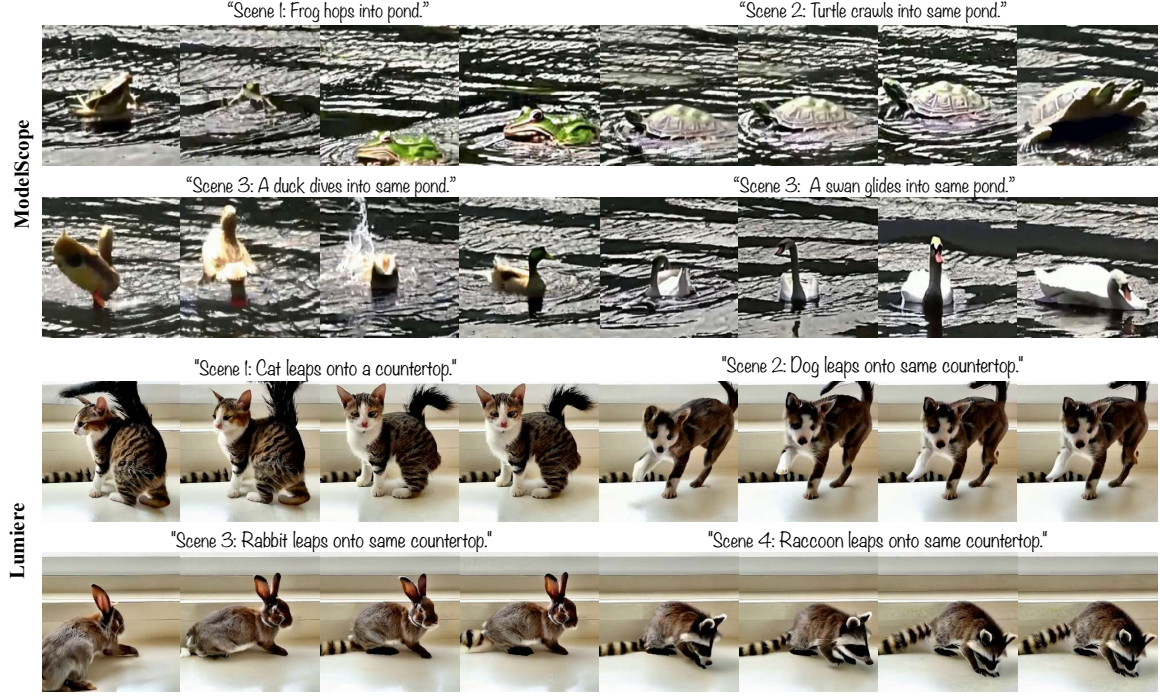 "Scene 1: Frog hops into pond."
"Scene 2: Turtle crawls into same pond."
ModelScope
"Scene 3: A duck dives into same pond."
"Scene 3: A swan glides into same pond."
"Scene 1: Cat leaps onto a countertop."
"Scene 2: Dog leaps onto same countertop."
Lumiere
"Scene 3: Rabbit leaps onto same countertop."
"Scene 4: Raccoon leaps onto same countertop."